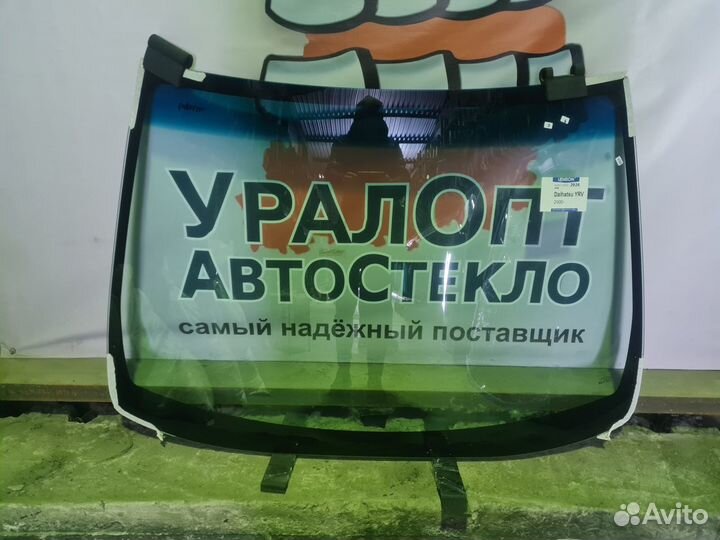 УРАЛОПТ
АВТОСТЕКЛО
самый надёжный поставщик
Daihatsu YRV
Avito